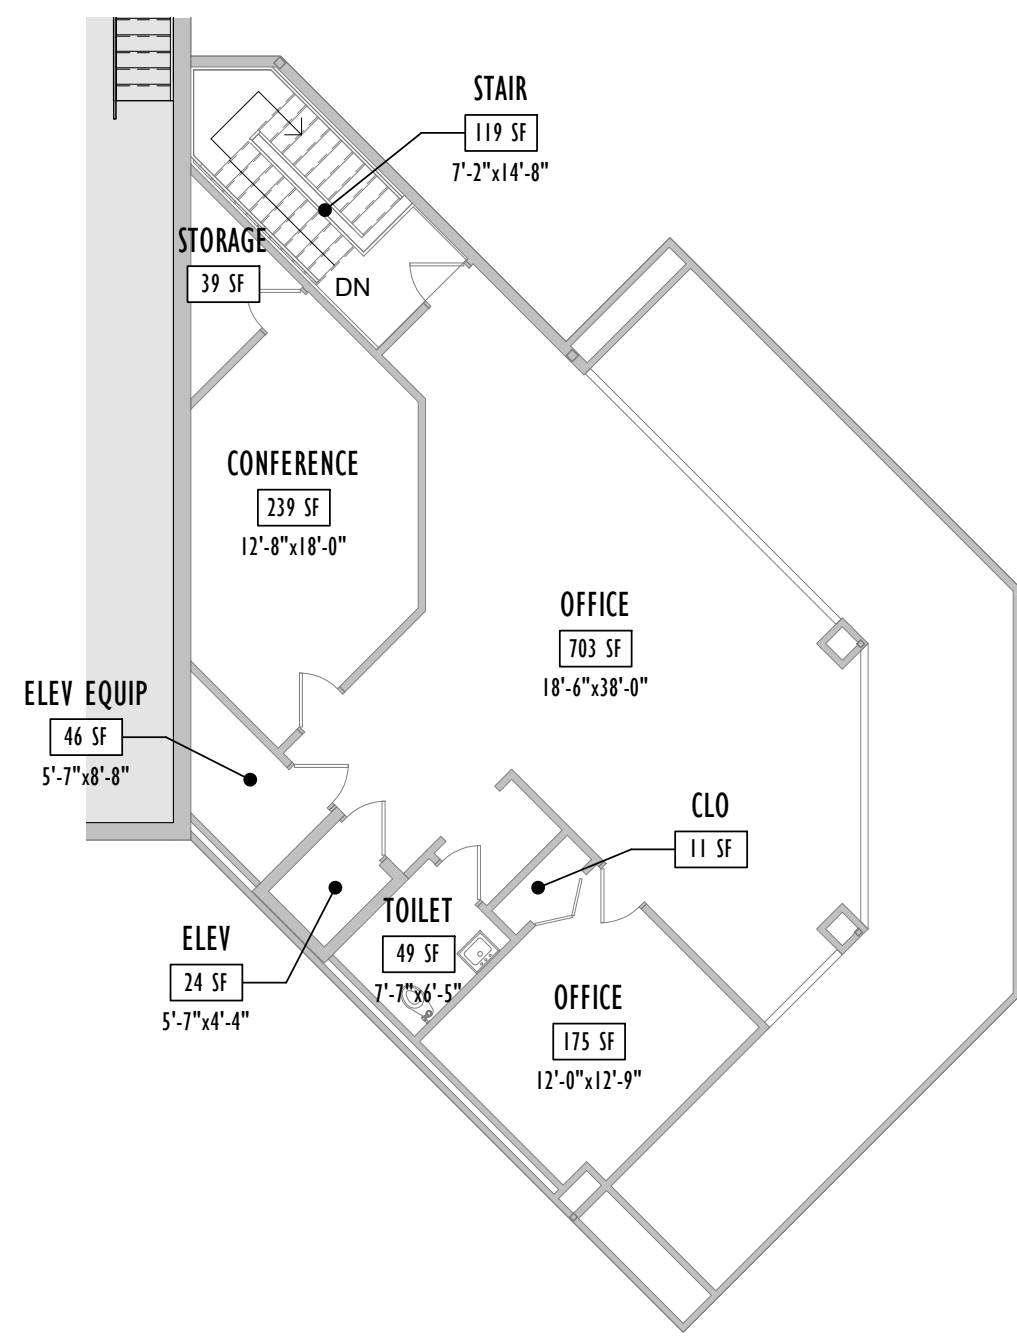 STAIR
119 SF
7'-2"x14'-8"
STORAGE
39 SF
DN
CONFERENCE
239 SF
12'-8"x18'-0"
OFFICE
703 SF
18'-6"x38'-0"
ELEV EQUIP
46 SF
5'-7"x8'-8"
CLO
11 SF
TOILET
49 SF
7'-7"x6'-5"
ELEV
24 SF
5'-7"x4'-4"
OFFICE
175 SF
12'-0"x12'-9"